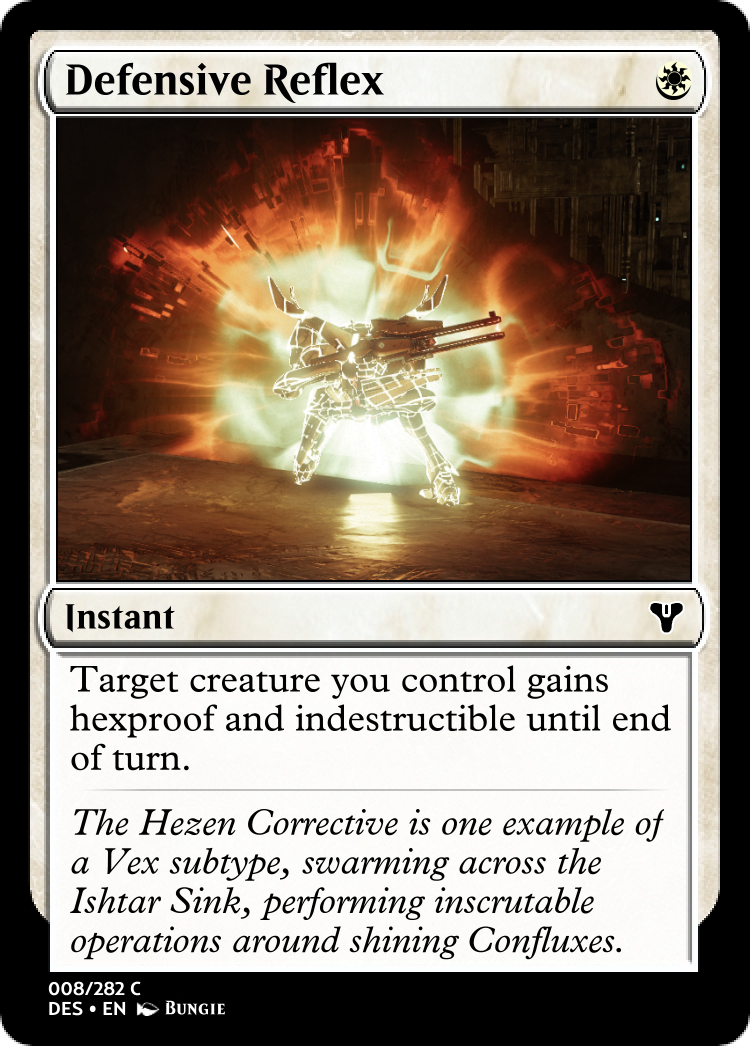 Defensive Reflex
Instant
Target creature you control gains
hexproof and indestructible until end
of turn.
The Hezen Corrective is one example of
a Vex subtype, swarming across the
Ishtar Sink, performing inscrutable
operations around shining Confluxes.
008/282 C
DES • EN Bungie